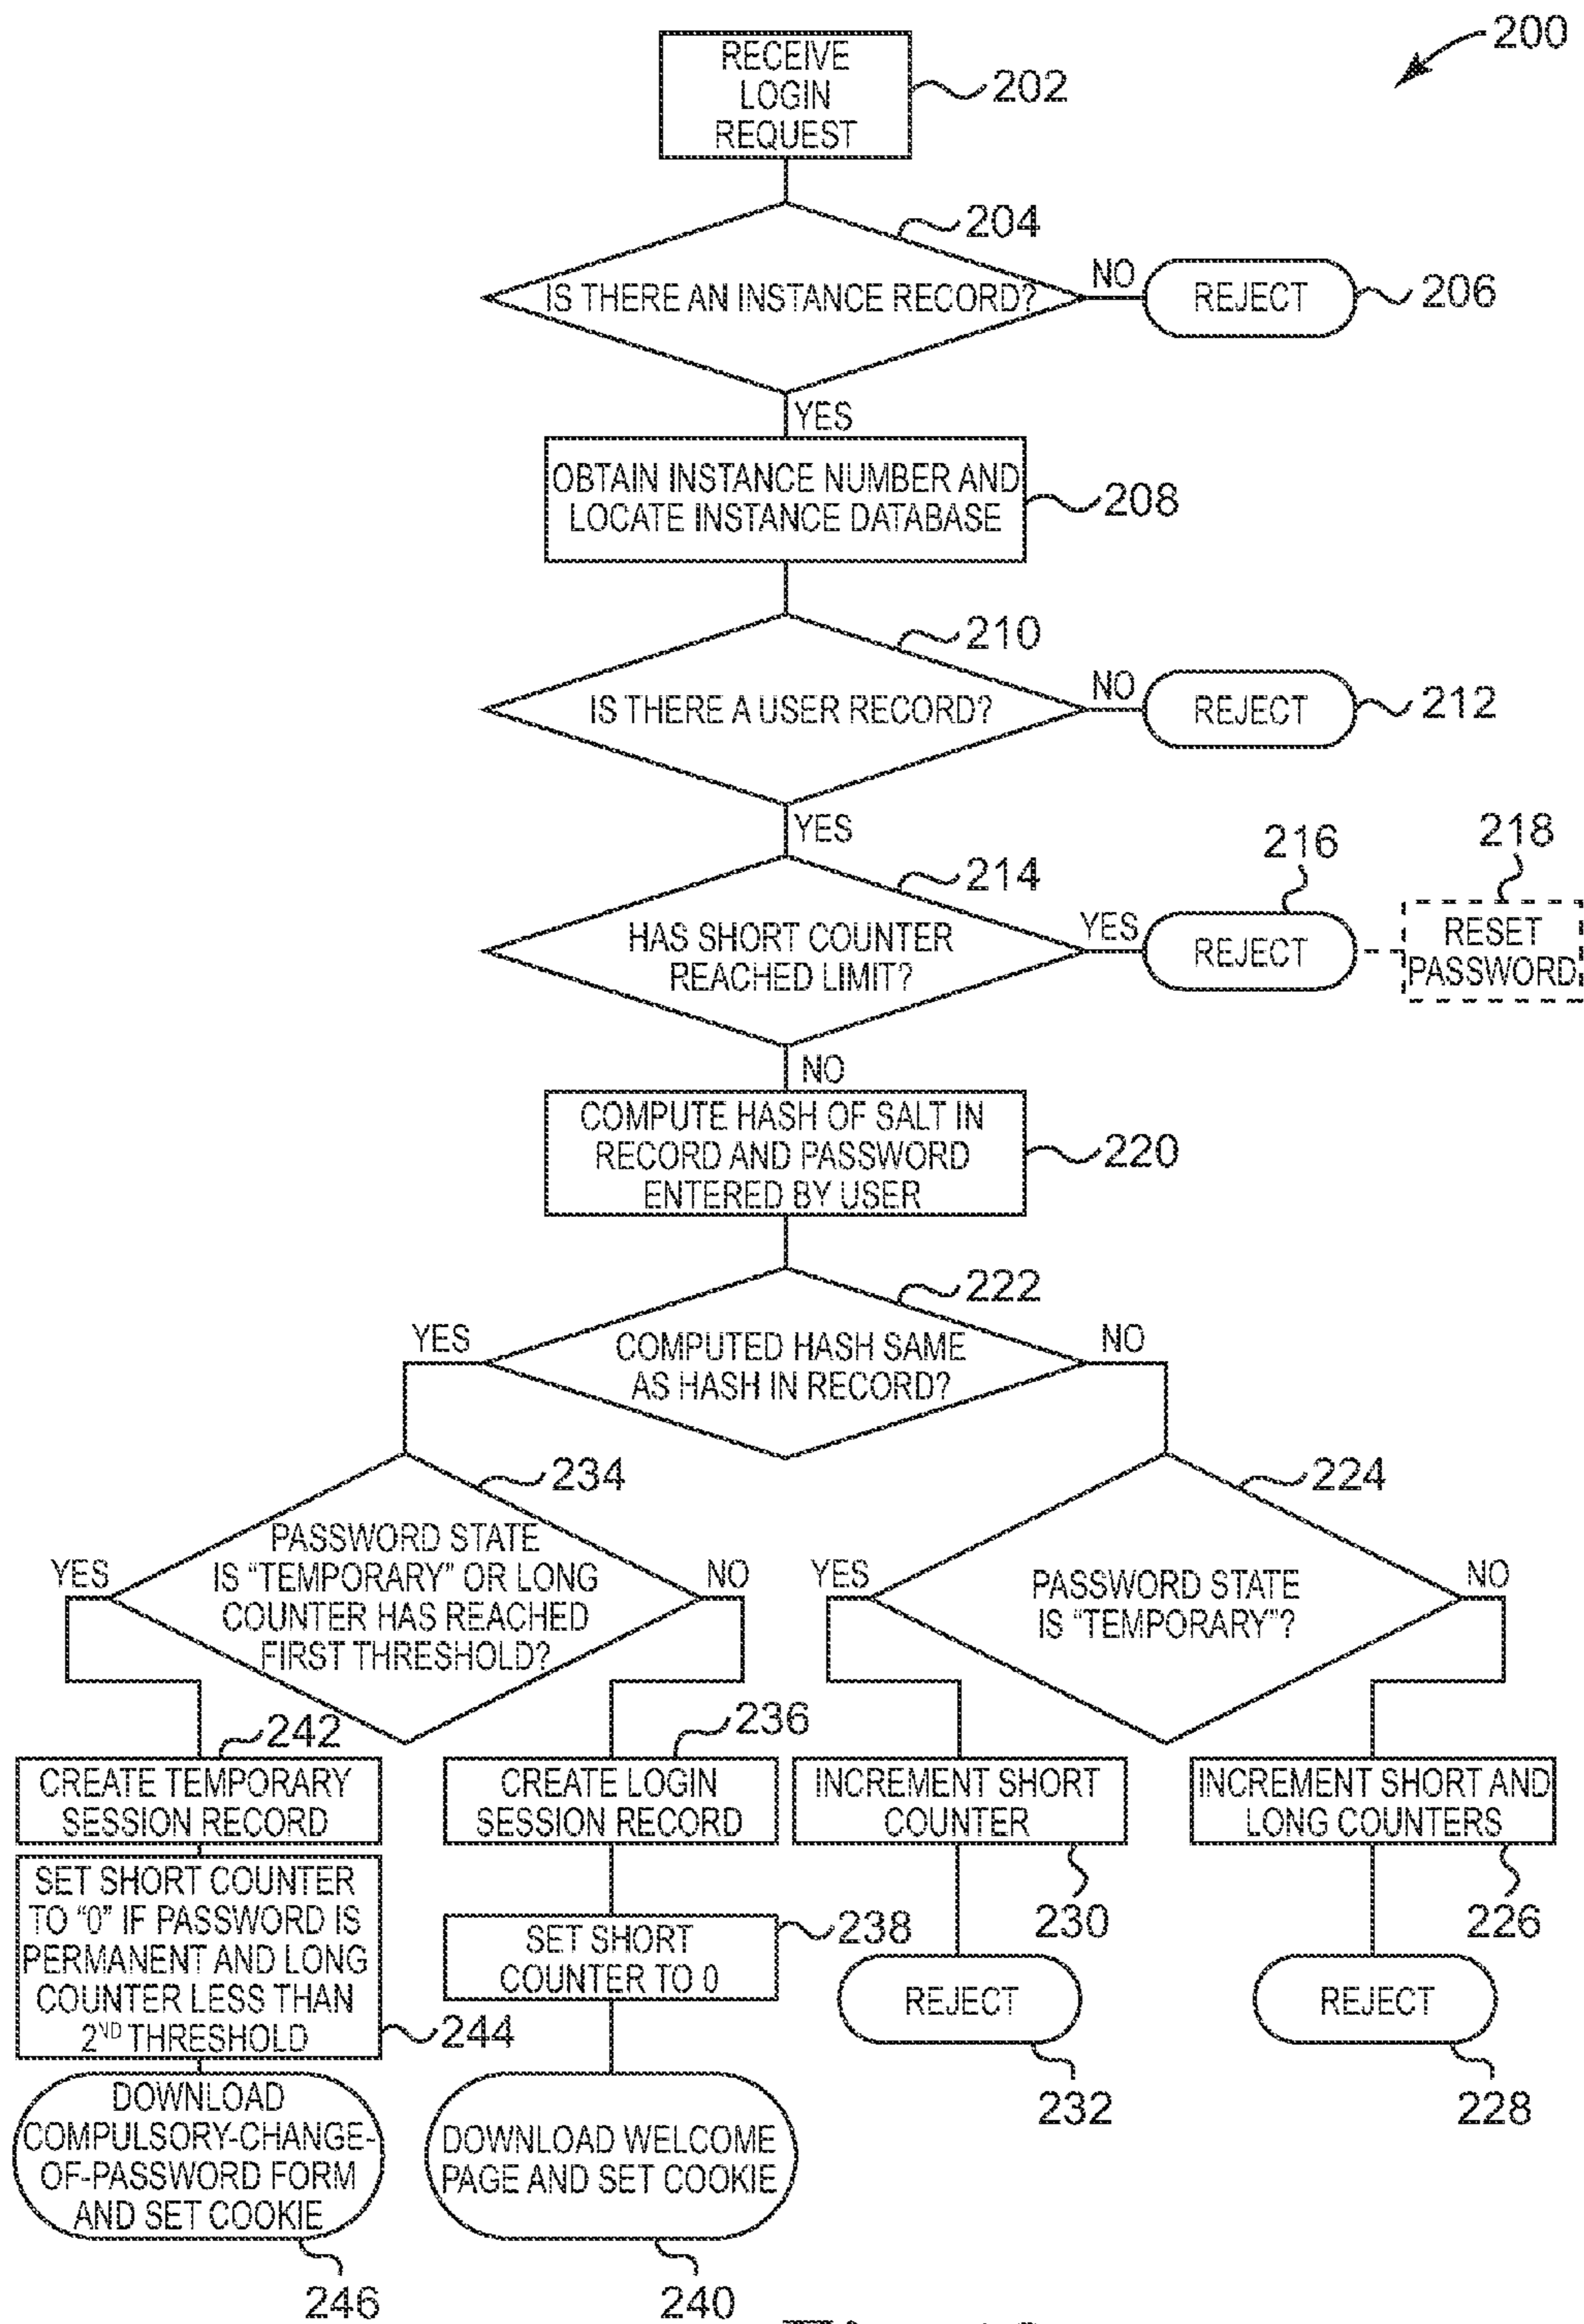 200
RECEIVE
LOGIN
REQUEST
202
204
IS THERE AN INSTANCE RECORD?
NO
REJECT
206
YES
OBTAIN INSTANCE NUMBER AND
LOCATE INSTANCE DATABASE
208
210
IS THERE A USER RECORD?
NO
REJECT
212
YES
214
HAS SHORT COUNTER
REACHED LIMIT?
YES
216
REJECT
218
RESET
PASSWORD
NO
COMPUTE HASH OF SALT IN
RECORD AND PASSWORD
ENTERED BY USER
220
222
COMPUTED HASH SAME
AS HASH IN RECORD?
YES
NO
234
PASSWORD STATE
IS “TEMPORARY” OR LONG
COUNTER HAS REACHED
FIRST THRESHOLD?
YES
NO
224
PASSWORD STATE
IS “TEMPORARY”?
YES
NO
242
CREATE TEMPORARY
SESSION RECORD
236
CREATE LOGIN
SESSION RECORD
INCREMENT SHORT
COUNTER
230
INCREMENT SHORT AND
LONG COUNTERS
226
SET SHORT COUNTER
TO “0” IF PASSWORD IS
PERMANENT AND LONG
COUNTER LESS THAN
2ND THRESHOLD
244
SET SHORT
COUNTER TO 0
238
REJECT
232
REJECT
228
DOWNLOAD
COMPULSORY-CHANGE-
OF-PASSWORD FORM
AND SET COOKIE
246
DOWNLOAD WELCOME
PAGE AND SET COOKIE
240